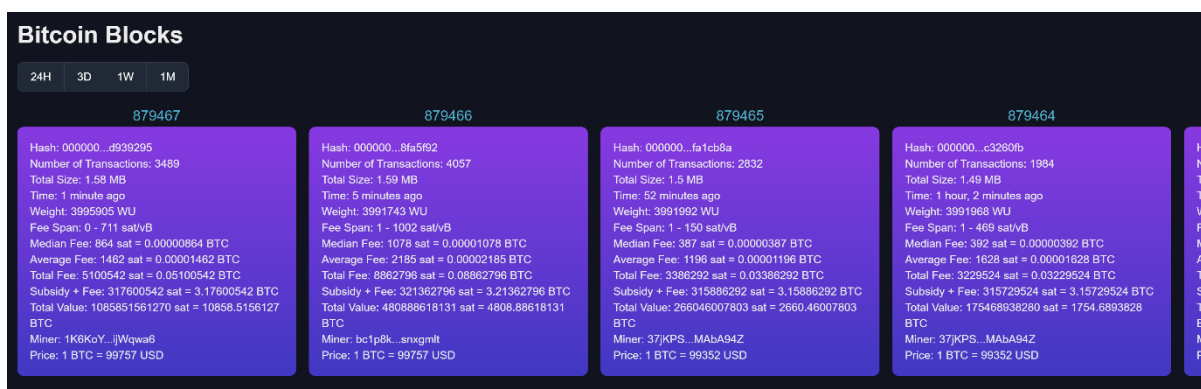 Bitcoin Blocks
24H 3D 1W 1M
879467
Hash: 000000...d939295
Number of Transactions: 3489
Total Size: 1.58 MB
Time: 1 minute ago
Weight: 3995905 WU
Fee Span: 0 - 711 sat/vB
Median Fee: 864 sat = 0.00000864 BTC
Average Fee: 1462 sat = 0.00001462 BTC
Total Fee: 5100542 sat = 0.05100542 BTC
Subsidy + Fee: 317600542 sat = 3.17600542 BTC
Total Value: 1085851561270 sat = 10858.5156127
BTC
Miner: 1K6KoY...ijWqwa6
Price: 1 BTC = 99757 USD
879466
Hash: 000000...8fa5f92
Number of Transactions: 4057
Total Size: 1.59 MB
Time: 5 minutes ago
Weight: 3991743 WU
Fee Span: 1 - 1002 sat/vB
Median Fee: 1078 sat = 0.00001078 BTC
Average Fee: 2185 sat = 0.00002185 BTC
Total Fee: 8862796 sat = 0.08862796 BTC
Subsidy + Fee: 321362796 sat = 3.21362796 BTC
Total Value: 480888618131 sat = 4808.88618131
BTC
Miner: bc1p8k...snxgmlt
Price: 1 BTC = 99757 USD
879465
Hash: 000000...fa1cb8a
Number of Transactions: 2832
Total Size: 1.5 MB
Time: 52 minutes ago
Weight: 3991992 WU
Fee Span: 1 - 150 sat/vB
Median Fee: 387 sat = 0.00000387 BTC
Average Fee: 1196 sat = 0.00001196 BTC
Total Fee: 3386292 sat = 0.03386292 BTC
Subsidy + Fee: 315886292 sat = 3.15886292 BTC
Total Value: 266046007803 sat = 2660.46007803
BTC
Miner: 37jKPS...MAbA94Z
Price: 1 BTC = 99352 USD
879464
Hash: 000000...c3260fb
Number of Transactions: 1984
Total Size: 1.49 MB
Time: 1 hour, 2 minutes ago
Weight: 3991968 WU
Fee Span: 1 - 469 sat/vB
Median Fee: 392 sat = 0.00000392 BTC
Average Fee: 1628 sat = 0.00001628 BTC
Total Fee: 3229524 sat = 0.03229524 BTC
Subsidy + Fee: 315729524 sat = 3.15729524 BTC
Total Value: 175468938280 sat = 1754.6893828
BTC
Miner: 37jKPS...MAbA94Z
Price: 1 BTC = 99352 USD